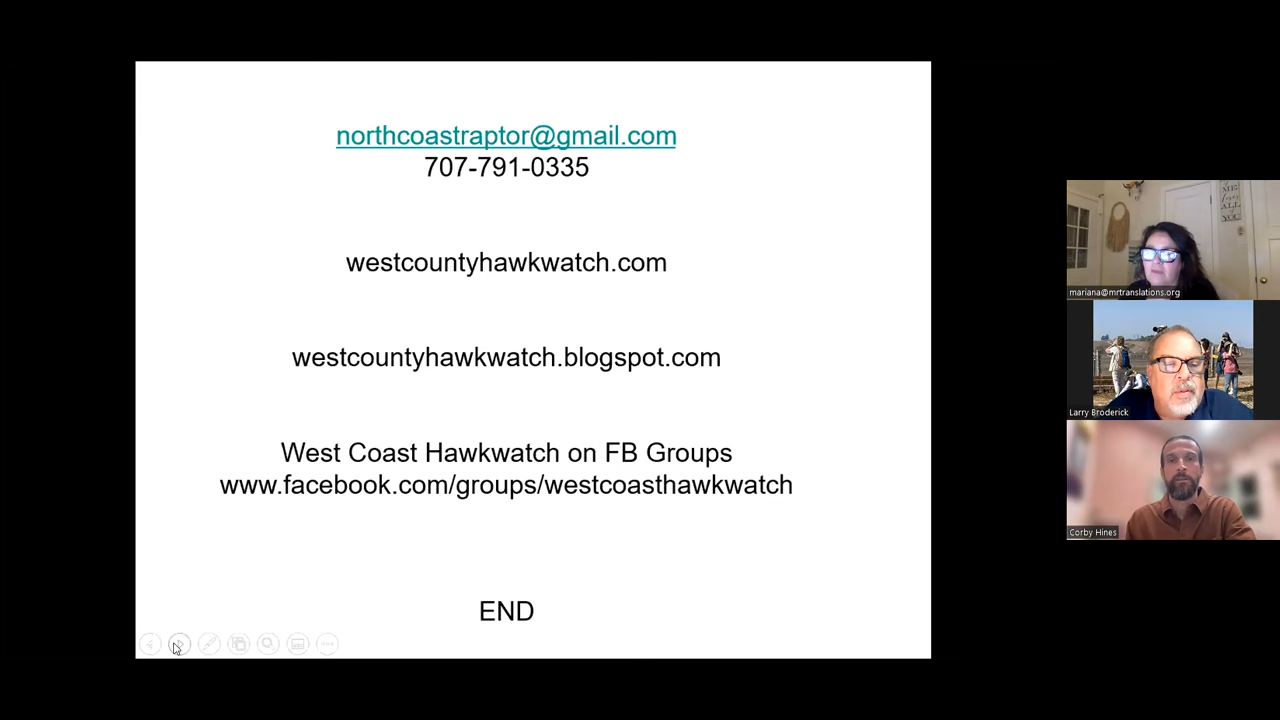 northcoastraptor@gmail.com
707-791-0335
westcountyhawkwatch.com
westcountyhawkwatch.blogspot.com
West Coast Hawkwatch on FB Groups
www.facebook.com/groups/westcoasthawkwatch
END
mariana@mrtranslations.org
Larry Broderick
Corby Hines